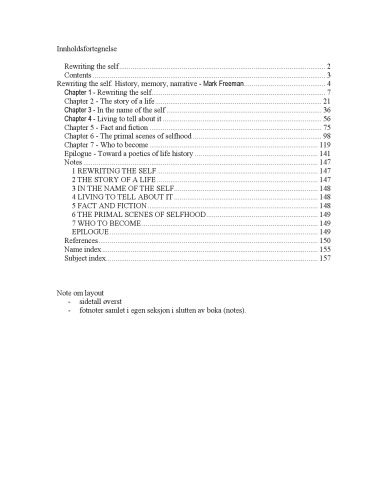 Innholdsfortegnelse
Rewriting the self 2
Contents 3
Rewriting the self. History, memory, narrative - Mark Freeman 4
Chapter 1 - Rewriting the self 7
Chapter 2 - The story of a life 21
Chapter 3 - In the name of the self 36
Chapter 4 - Living to tell about it 56
Chapter 5 - Fact and fiction 75
Chapter 6 - The primal scenes of selfhood 98
Chapter 7 - Who to become 119
Epilogue - Toward a poetics of life history 141
Notes 147
1 REWRITING THE SELF 147
2 THE STORY OF A LIFE 147
3 IN THE NAME OF THE SELF 148
4 LIVING TO TELL ABOUT IT 148
5 FACT AND FICTION 148
6 THE PRIMAL SCENES OF SELFHOOD 149
7 WHO TO BECOME 149
EPILOGUE 149
References 150
Name index 155
Subject index 157
Note om layout
- sidetall øverst
- fotnoter samlet i egen seksjon i slutten av boka (notes).